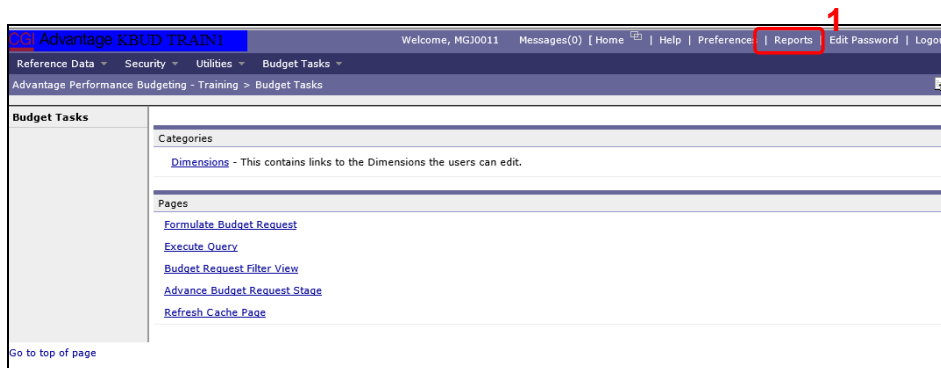 1
CGI Advantage KBUD TRAIN1 Welcome, MGJ0011 Messages(0) [ Home | Help | Preferences | Reports | Edit Password | Logou
Reference Data Security Utilities Budget Tasks
Advantage Performance Budgeting - Training > Budget Tasks
Budget Tasks
Categories
Dimensions - This contains links to the Dimensions the users can edit.
Pages
Formulate Budget Request
Execute Query
Budget Request Filter View
Advance Budget Request Stage
Refresh Cache Page
Go to top of page